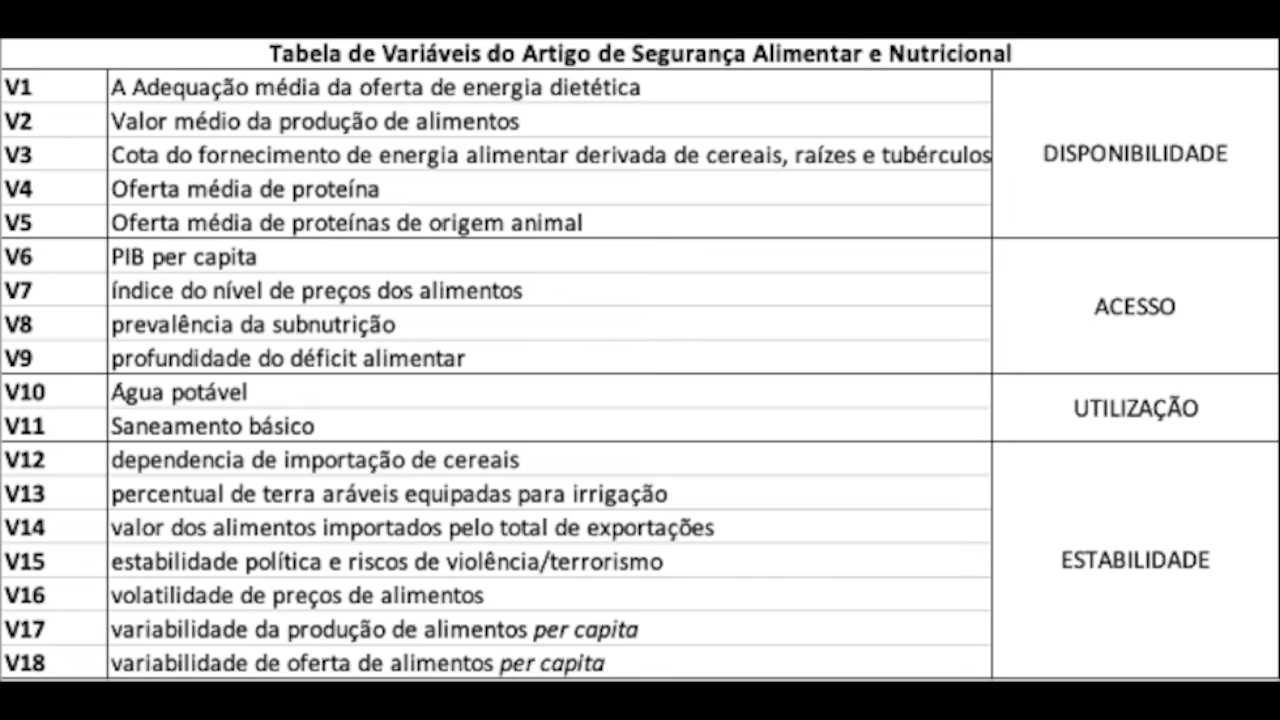 Tabela de Variáveis do Artigo de Segurança Alimentar e Nutricional
V1 A Adequação média da oferta de energia dietética
V2 Valor médio da produção de alimentos
V3 Cota do fornecimento de energia alimentar derivada de cereais, raízes e tubérculos DISPONIBILIDADE
V4 Oferta média de proteína
V5 Oferta média de proteínas de origem animal
V6 PIB per capita
V7 índice do nível de preços dos alimentos
ACESSO
V8 prevalência da subnutrição
V9 profundidade do déficit alimentar
V10 Água potável
UTILIZAÇÃO
V11 Saneamento básico
V12 dependencia de importação de cereais
V13 percentual de terra aráveis equipadas para irrigação
V14 valor dos alimentos importados pelo total de exportações
V15 estabilidade política e riscos de violência/terrorismo ESTABILIDADE
V16 volatilidade de preços de alimentos
V17 variabilidade da produção de alimentos per capita
V18 variabilidade de oferta de alimentos per capita